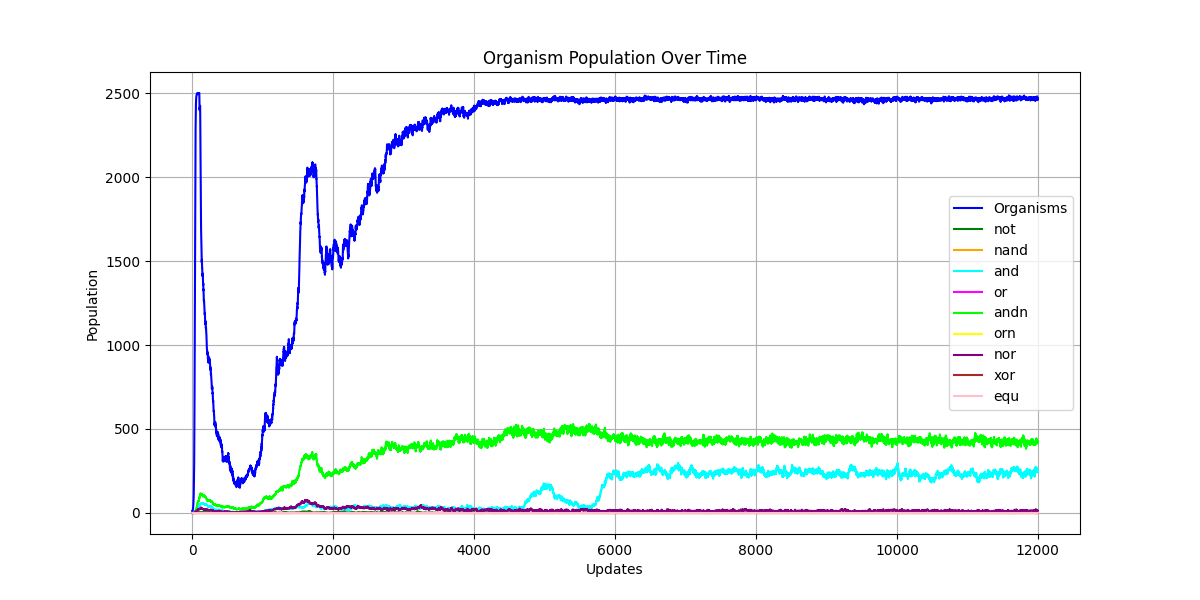 Organism Population Over Time
Population
2500
2000
1500
1000
500
0
Organisms
not
nand
and
or
andn
orn
nor
xor
equ
0 2000 4000 6000 8000 10000 12000
Updates